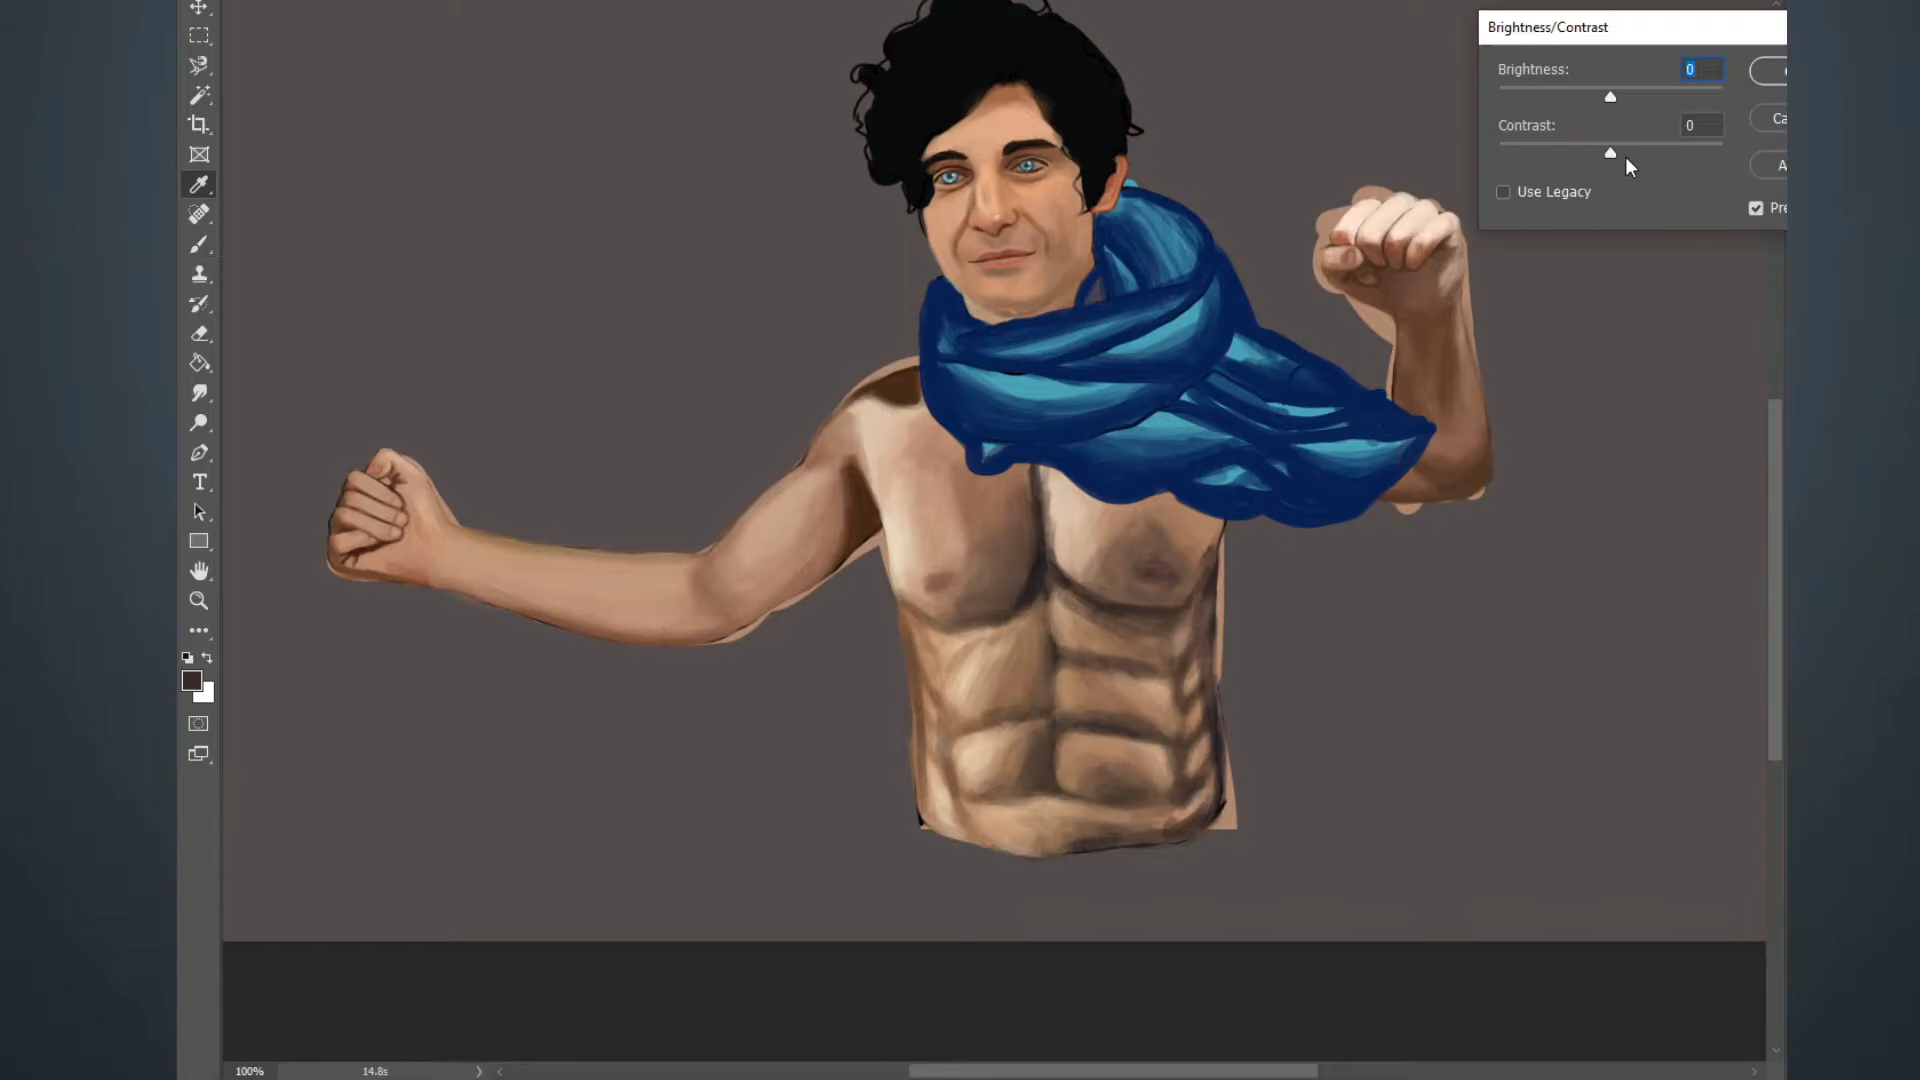 Brightness/Contrast
Brightness: 0
Contrast: 0
Ca
A
Use Legacy
Pre
T
100% 14.8s